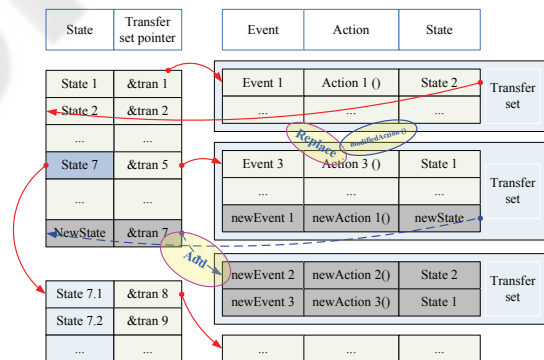 State Transfer set pointer Event Action State
State 1 &tran 1 Event 1 Action 1 () State 2 Transfer set
State 2 &tran 2 ... ...
... ... Replace modifiedAction ()
State 7 &tran 5 Event 3 Action 3 () State 1 Transfer set
... ... ... ... ...
NewState &tran 7 newEvent 1 newAction 1() newState
Add
newEvent 2 newAction 2() State 2 Transfer set
State 7.1 &tran 8 newEvent 3 newAction 3() State 1
State 7.2 &tran 9
... ... ... ... ...